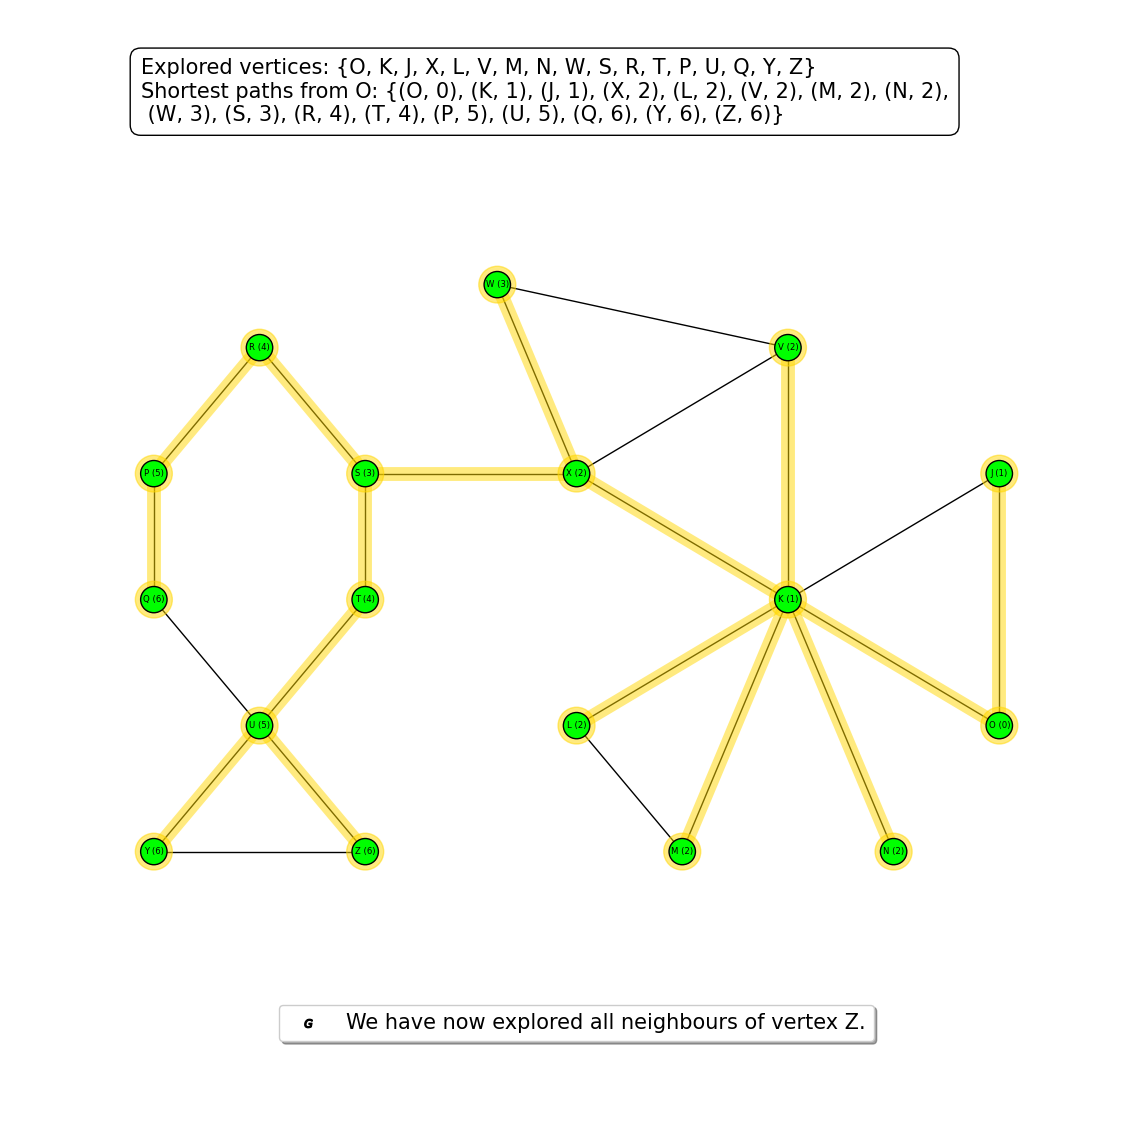 Explored vertices: {O, K, J, X, L, V, M, N, W, S, R, T, P, U, Q, Y, Z}
Shortest paths from O: {(O, 0), (K, 1), (J, 1), (X, 2), (L, 2), (V, 2), (M, 2), (N, 2),
(W, 3), (S, 3), (R, 4), (T, 4), (P, 5), (U, 5), (Q, 6), (Y, 6), (Z, 6)}
W (3)
R (4)
V (2)
P (5)
S (3)
X (2)
J (1)
Q (6)
T (4)
K (1)
U (5)
L (2)
O (0)
Y (6)
Z (6)
M (2)
N (2)
G We have now explored all neighbours of vertex Z.